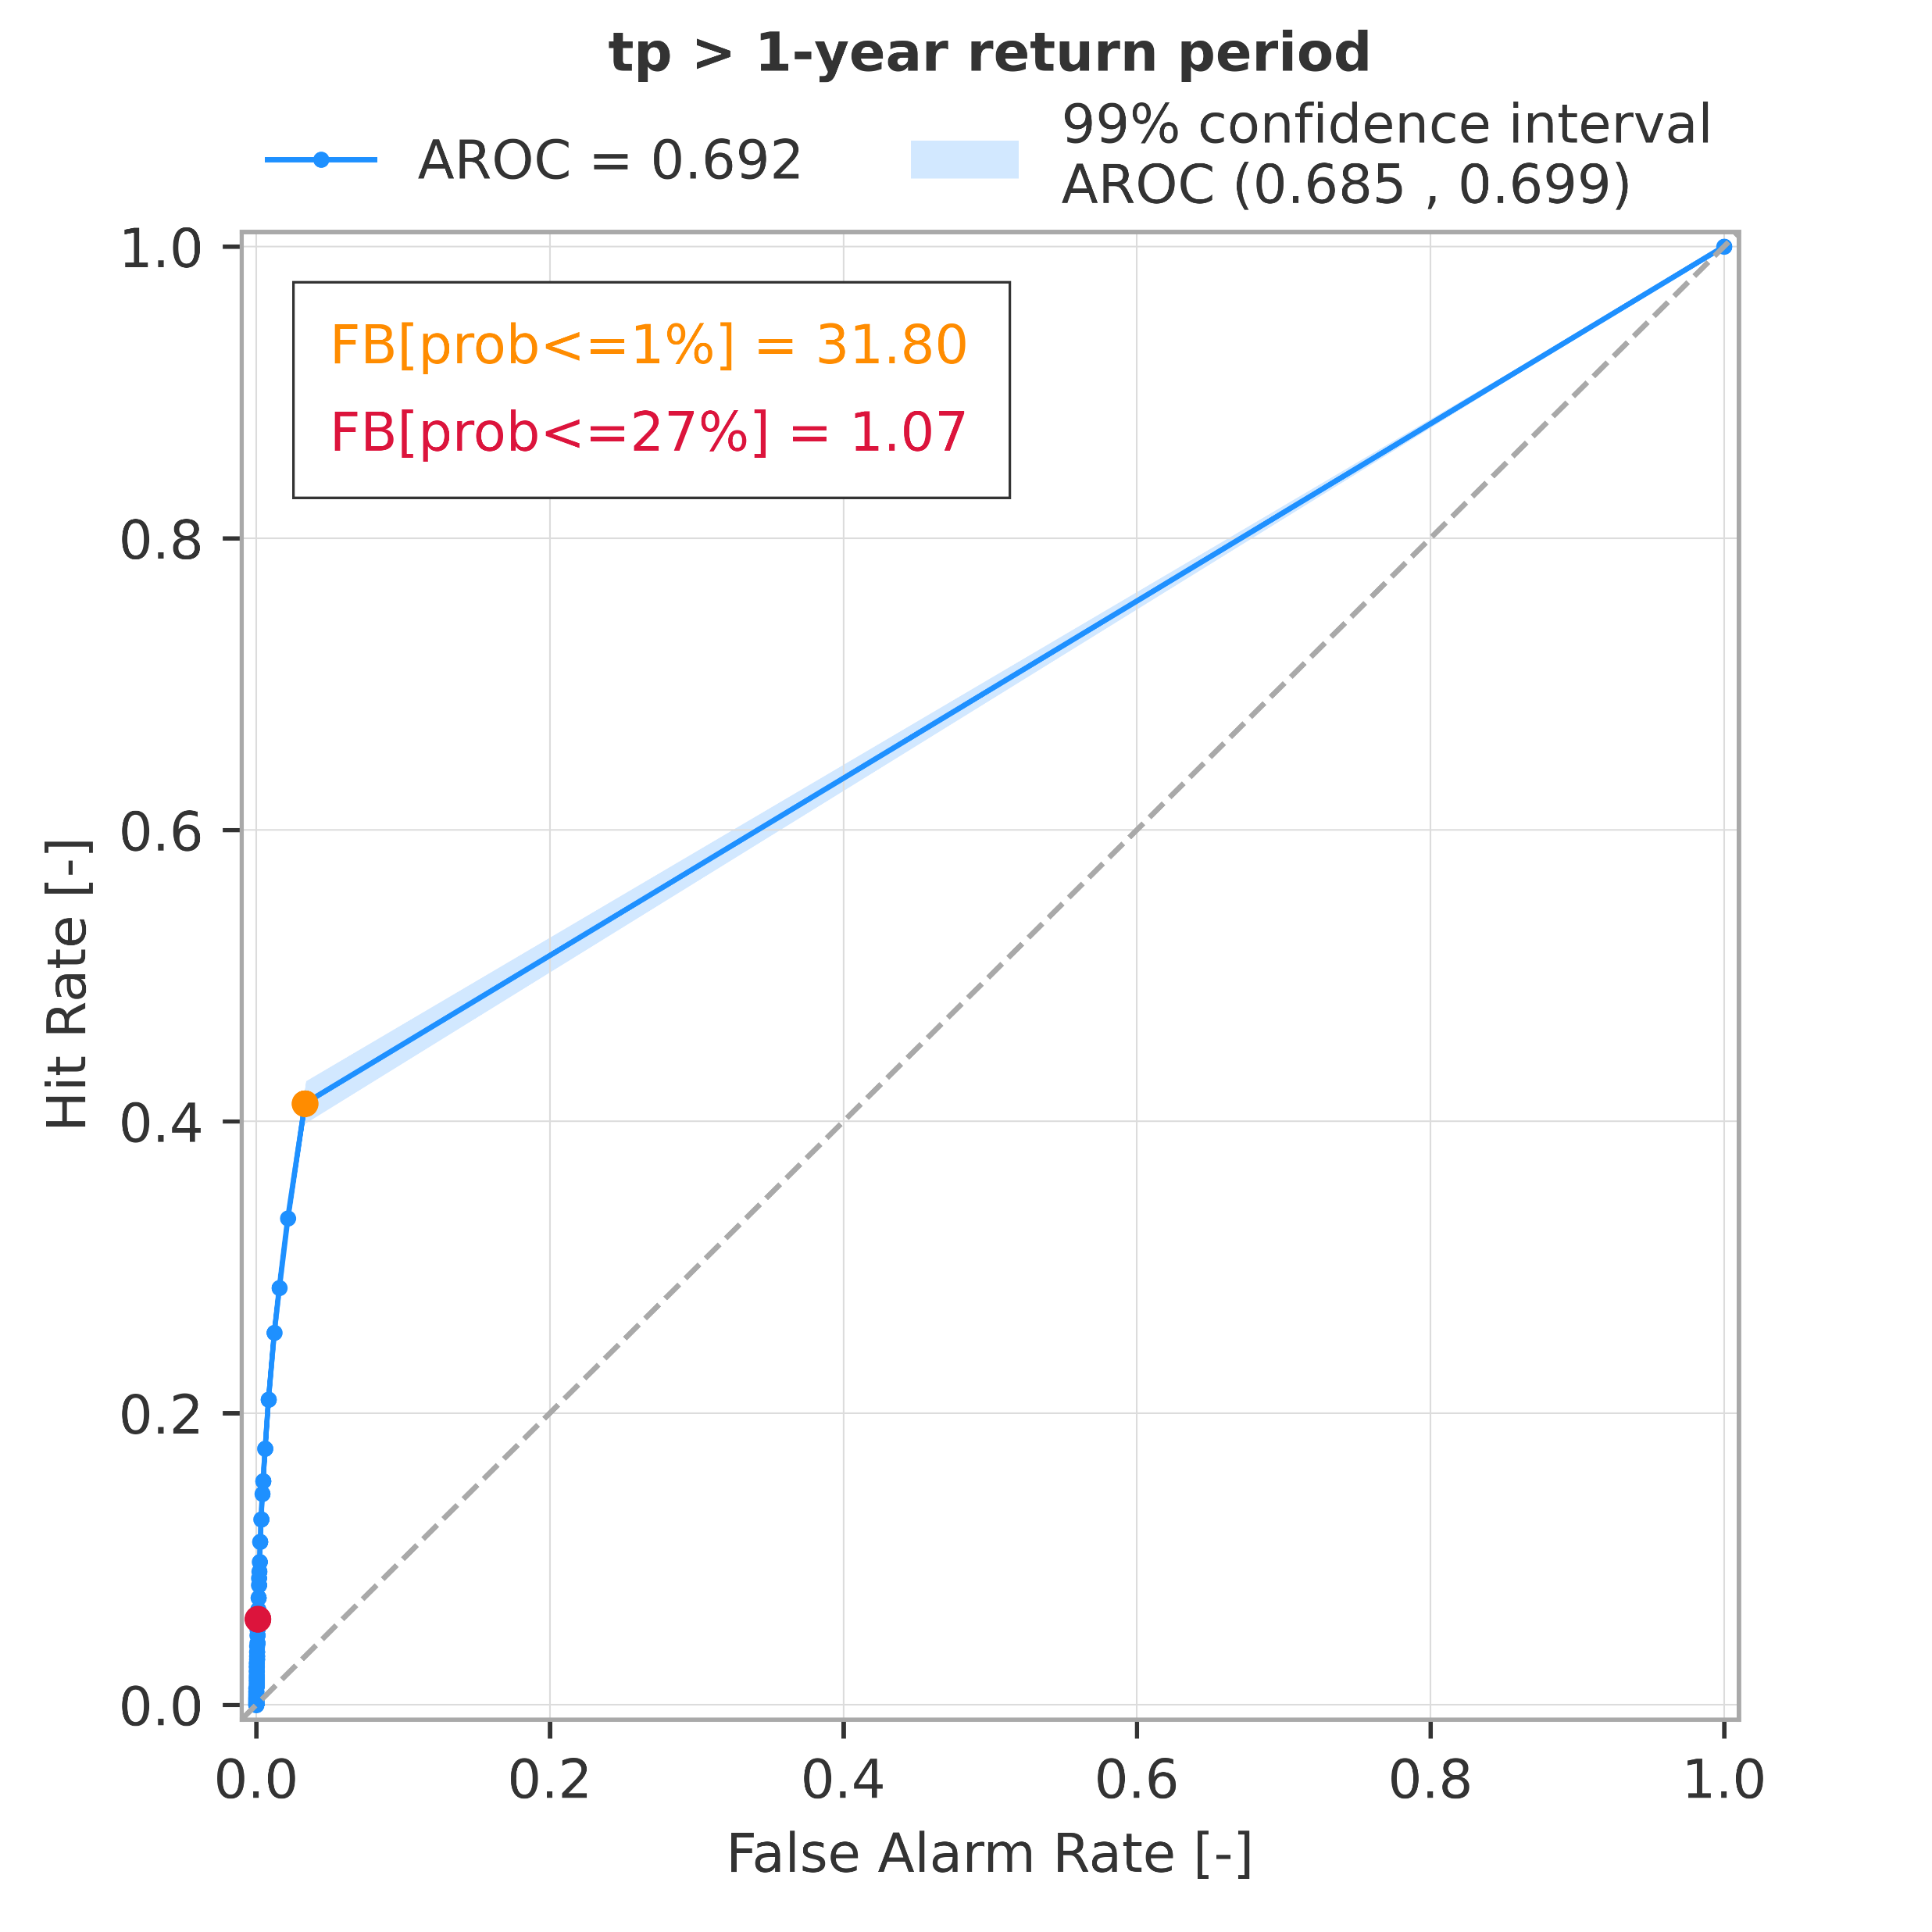 tp > 1-year return period
AROC = 0.692
99% confidence interval
AROC (0.685 , 0.699)
FB[prob<=1%] = 31.80
FB[prob<=27%] = 1.07
Hit Rate [-]
1.0
0.8
0.6
0.4
0.2
0.0
0.0 0.2 0.4 0.6 0.8 1.0
False Alarm Rate [-]